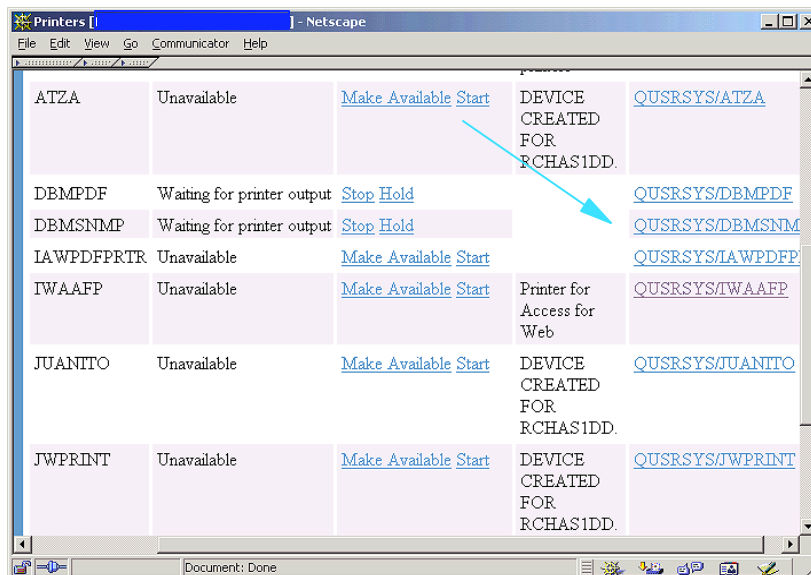 Printers [ ] - Netscape
File Edit View Go Communicator Help
ATZA Unavailable Make Available Start DEVICE QUSRSYS/ATZA
CREATED
FOR
RCHAS1DD.
DBMPDF Waiting for printer output Stop Hold QUSRSYS/DBMPDF
DBMSNMP Waiting for printer output Stop Hold QUSRSYS/DBMSNM
IAWPDFPRTR Unavailable Make Available Start QUSRSYS/IAWPDFP
IWAAFP Unavailable Make Available Start Printer for QUSRSYS/IWAAFP
Access for
Web
JUANITO Unavailable Make Available Start DEVICE QUSRSYS/JUANITO
CREATED
FOR
RCHAS1DD.
JWPRINT Unavailable Make Available Start DEVICE QUSRSYS/JWPRINT
CREATED
FOR
RCHAS1DD.
Document: Done